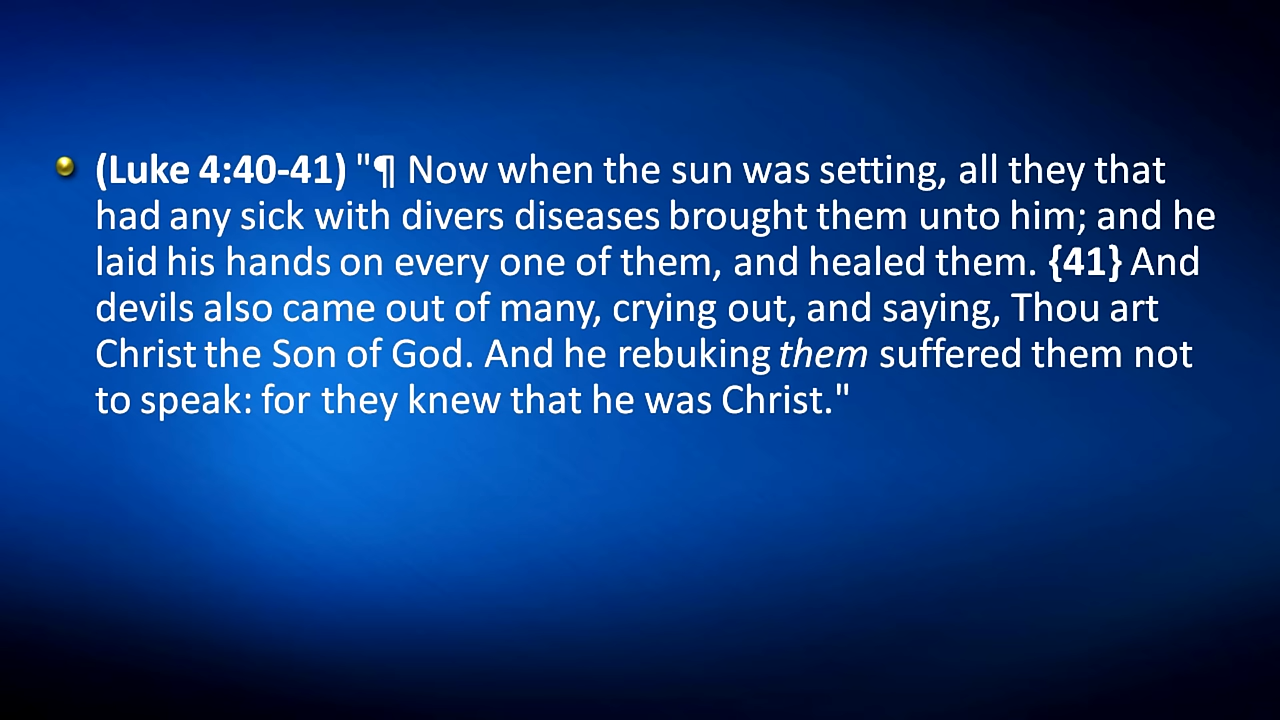 (Luke 4:40-41) "¶ Now when the sun was setting, all they that
had any sick with divers diseases brought them unto him; and he
laid his hands on every one of them, and healed them. {41} And
devils also came out of many, crying out, and saying, Thou art
Christ the Son of God. And he rebuking them suffered them not
to speak: for they knew that he was Christ."